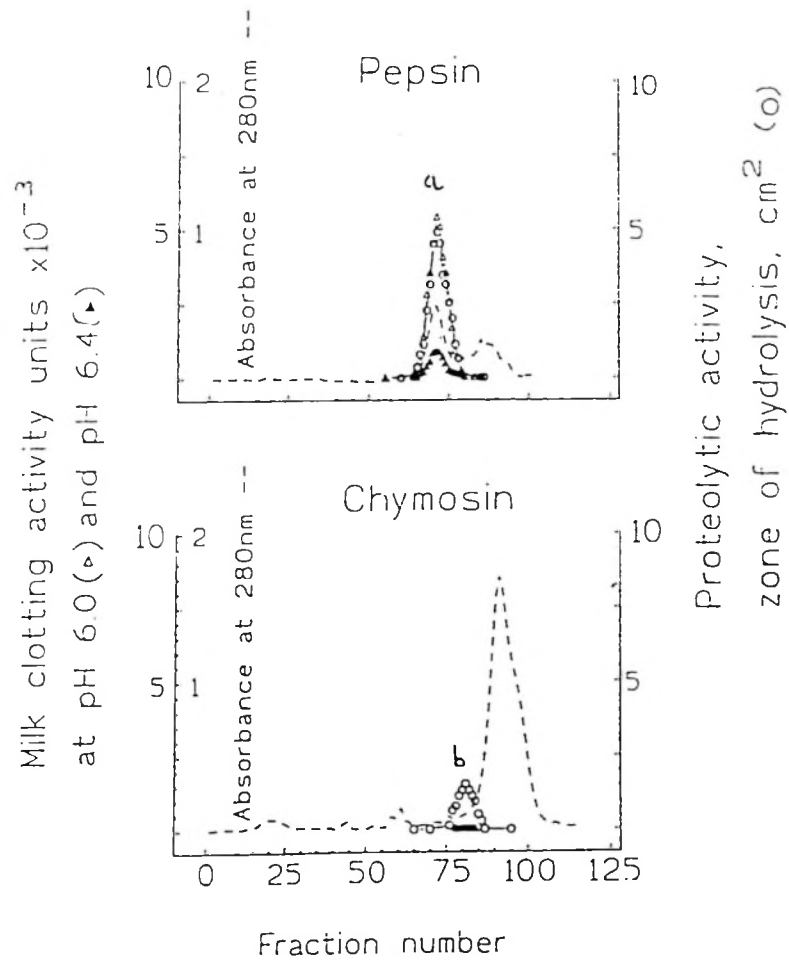 Pepsin
10
2
10
Absorbance at 280nm --
a
5
1
5
Chymosin
10
2
10
Absorbance at 280nm --
b
5
1
5
0 25 50 75 100 125
Fraction number
Milk clotting activity units x10⁻³
at pH 6.0(▵) and pH 6.4(▴)
Proteolytic activity,
zone of hydrolysis, cm² (o)